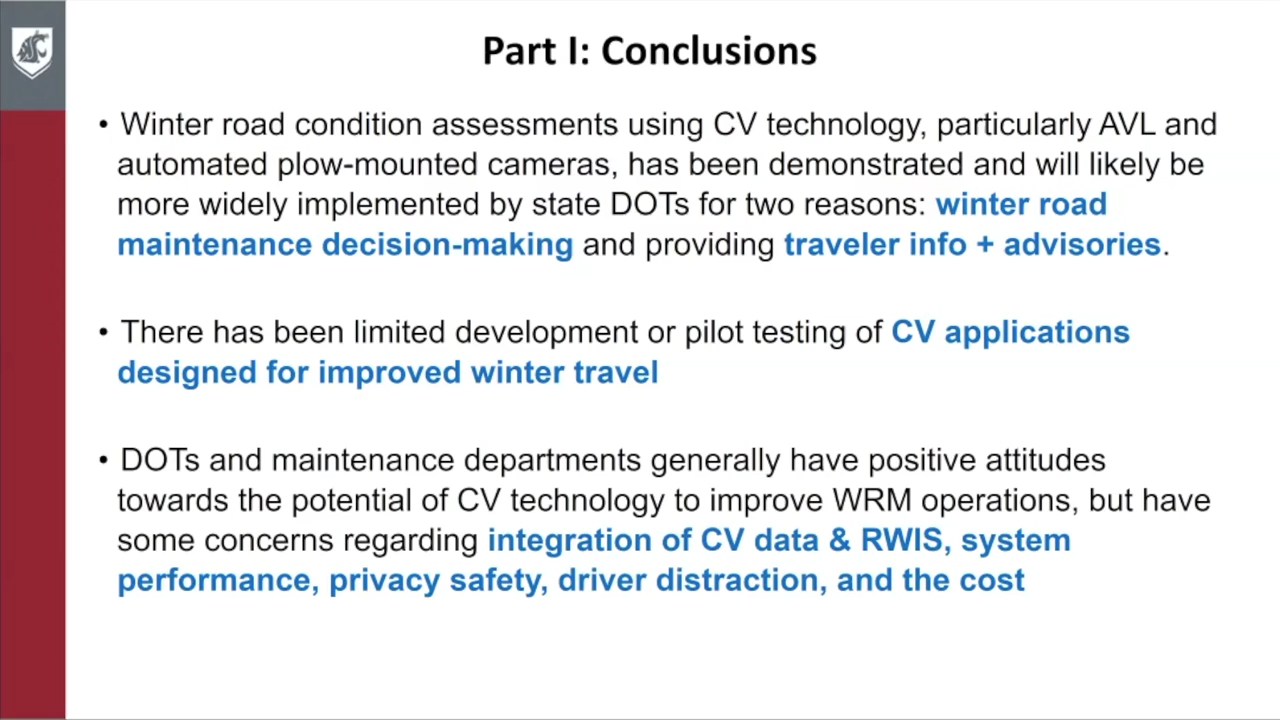 Part I: Conclusions
• Winter road condition assessments using CV technology, particularly AVL and
automated plow-mounted cameras, has been demonstrated and will likely be
more widely implemented by state DOTs for two reasons: winter road
maintenance decision-making and providing traveler info + advisories.
• There has been limited development or pilot testing of CV applications
designed for improved winter travel
• DOTs and maintenance departments generally have positive attitudes
towards the potential of CV technology to improve WRM operations, but have
some concerns regarding integration of CV data & RWIS, system
performance, privacy safety, driver distraction, and the cost